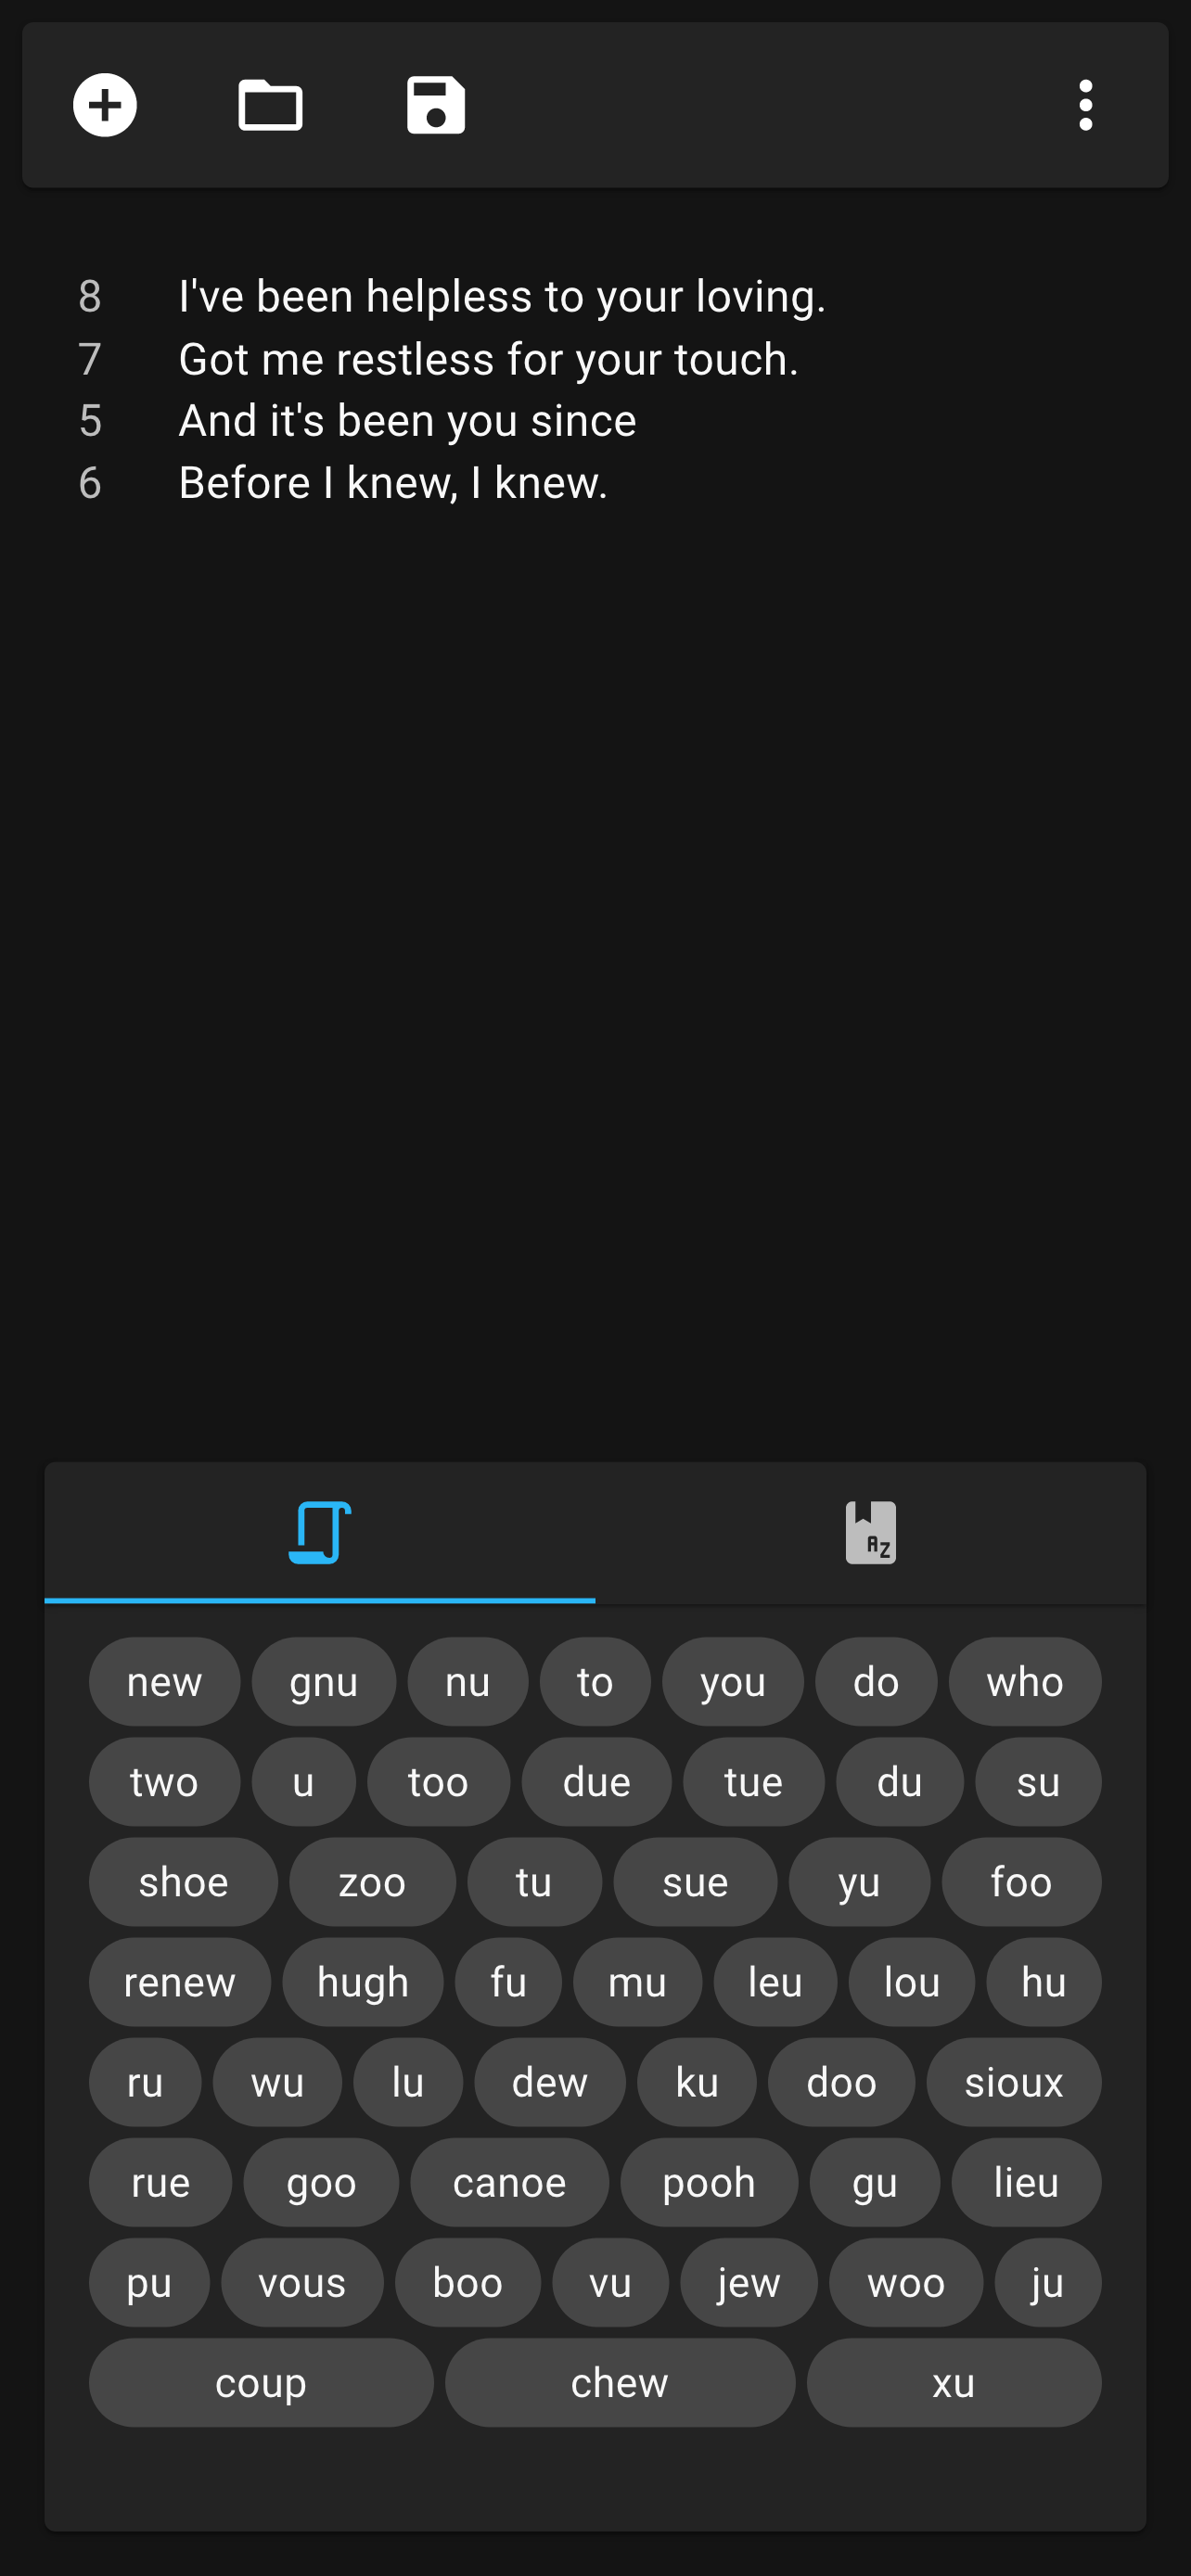 8 I've been helpless to your loving.
7 Got me restless for your touch.
5 And it's been you since
6 Before I knew, I knew.
A Z
new gnu nu to you do who
two u too due tue du su
shoe zoo tu sue yu foo
renew hugh fu mu leu lou hu
ru wu lu dew ku doo sioux
rue goo canoe pooh gu lieu
pu vous boo vu jew woo ju
coup chew xu